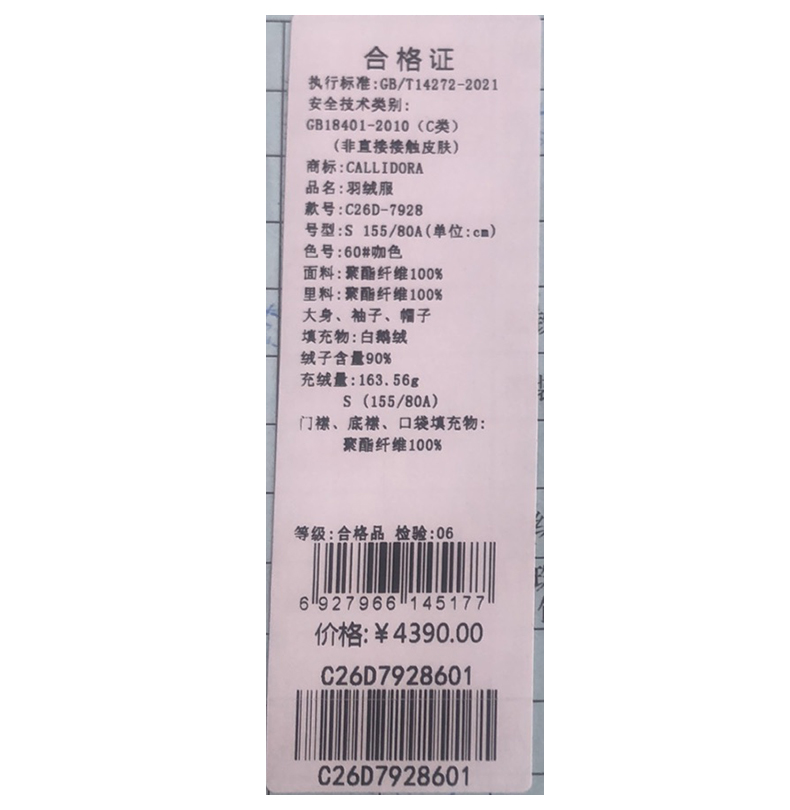 合格证
执行标准:GB/T14272-2021
安全技术类别:
GB18401-2010（C类）
(非直接接触皮肤)
商标:CALLIDORA
品名:羽绒服
款号:C26D-7928
号型:S 155/80A(单位:cm)
色号:60#咖色
面料:聚酯纤维100%
里料:聚酯纤维100%
大身、袖子、帽子
填充物:白鹅绒
绒子含量90%
充绒量:163.56g
S (155/80A)
门襟、底襟、口袋填充物:
聚酯纤维100%
等级:合格品 检验:06
6 927966 145177
价格:￥4390.00
C26D7928601
C26D7928601